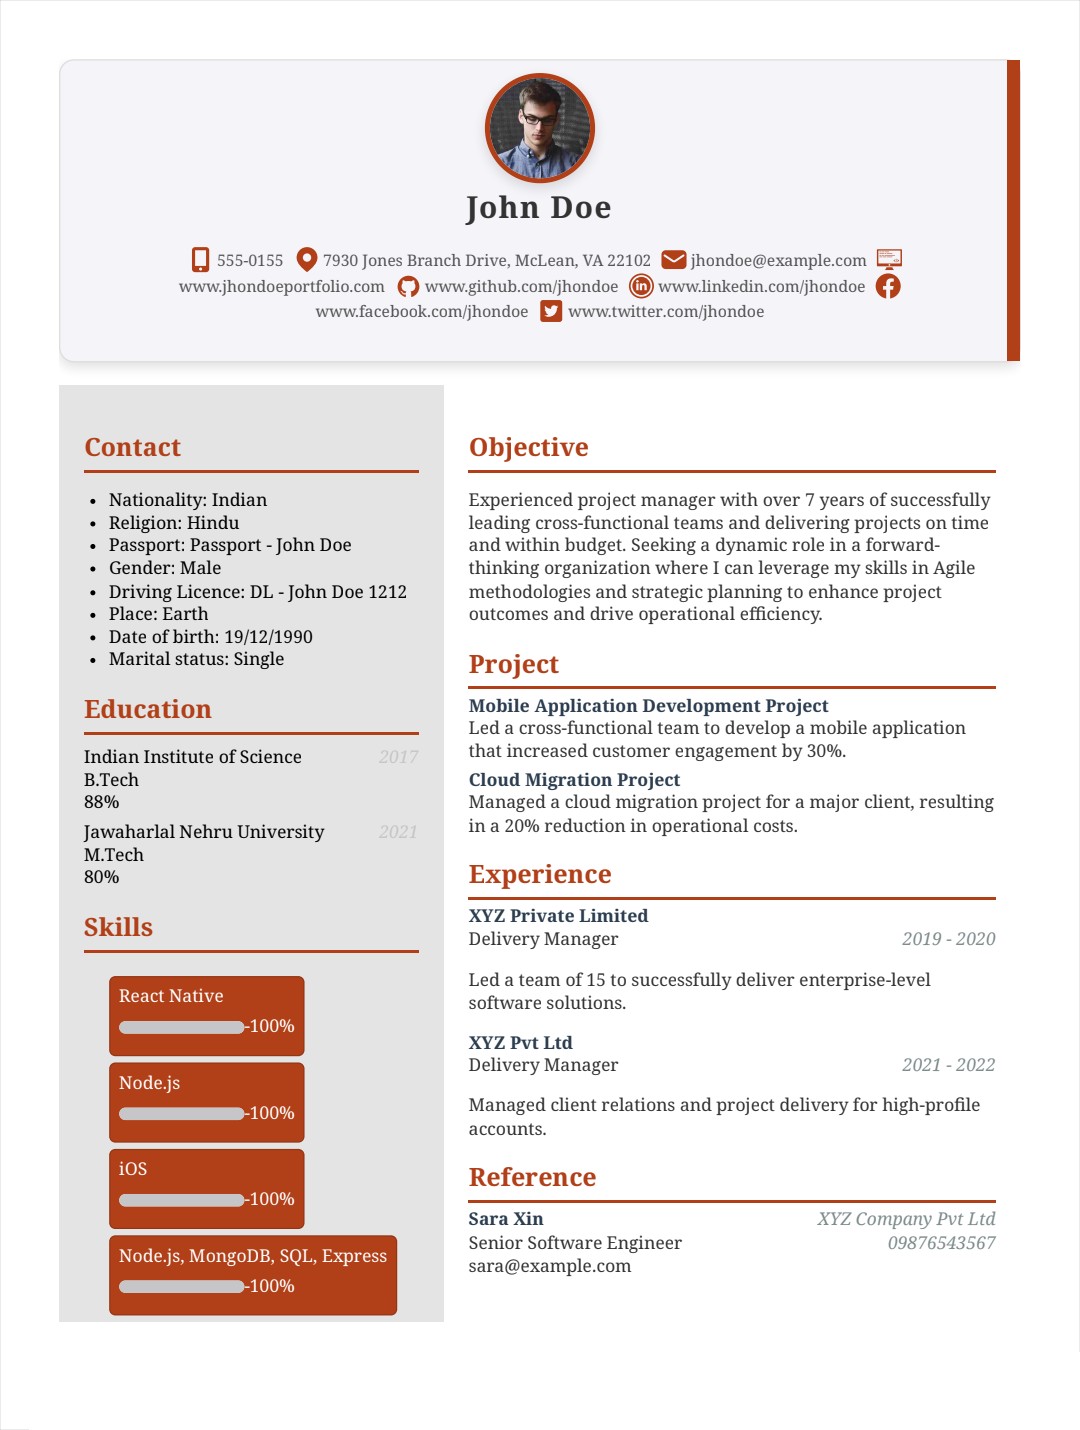 John Doe
555-0155 7930 Jones Branch Drive, McLean, VA 22102 jhondoe@example.com
www.jhondoeportfolio.com www.github.com/jhondoe www.linkedin.com/jhondoe
www.facebook.com/jhondoe www.twitter.com/jhondoe
Contact
• Nationality: Indian
• Religion: Hindu
• Passport: Passport - John Doe
• Gender: Male
• Driving Licence: DL - John Doe 1212
• Place: Earth
• Date of birth: 19/12/1990
• Marital status: Single
Education
Indian Institute of Science 2017
B.Tech
88%
Jawaharlal Nehru University 2021
M.Tech
80%
Skills
React Native
-100%
Node.js
-100%
iOS
-100%
Node.js, MongoDB, SQL, Express
-100%
Objective
Experienced project manager with over 7 years of successfully
leading cross-functional teams and delivering projects on time
and within budget. Seeking a dynamic role in a forward-
thinking organization where I can leverage my skills in Agile
methodologies and strategic planning to enhance project
outcomes and drive operational efficiency.
Project
Mobile Application Development Project
Led a cross-functional team to develop a mobile application
that increased customer engagement by 30%.
Cloud Migration Project
Managed a cloud migration project for a major client, resulting
in a 20% reduction in operational costs.
Experience
XYZ Private Limited
Delivery Manager 2019 - 2020
Led a team of 15 to successfully deliver enterprise-level
software solutions.
XYZ Pvt Ltd
Delivery Manager 2021 - 2022
Managed client relations and project delivery for high-profile
accounts.
Reference
Sara Xin XYZ Company Pvt Ltd
Senior Software Engineer 09876543567
sara@example.com